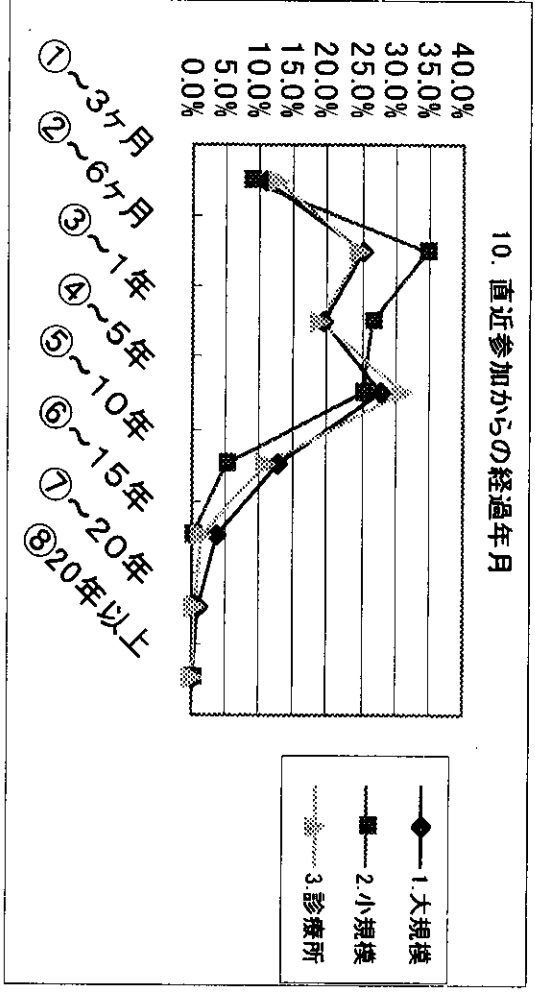 10. 直近参加からの経過年月
40.0%
35.0%
30.0%
25.0%
20.0%
15.0%
10.0%
5.0%
0.0%
①～3ヶ月
②～6ヶ月
③～1年
④～5年
⑤～10年
⑥～15年
⑦～20年
⑧20年以上
1.大規模
2.小規模
3.診療所